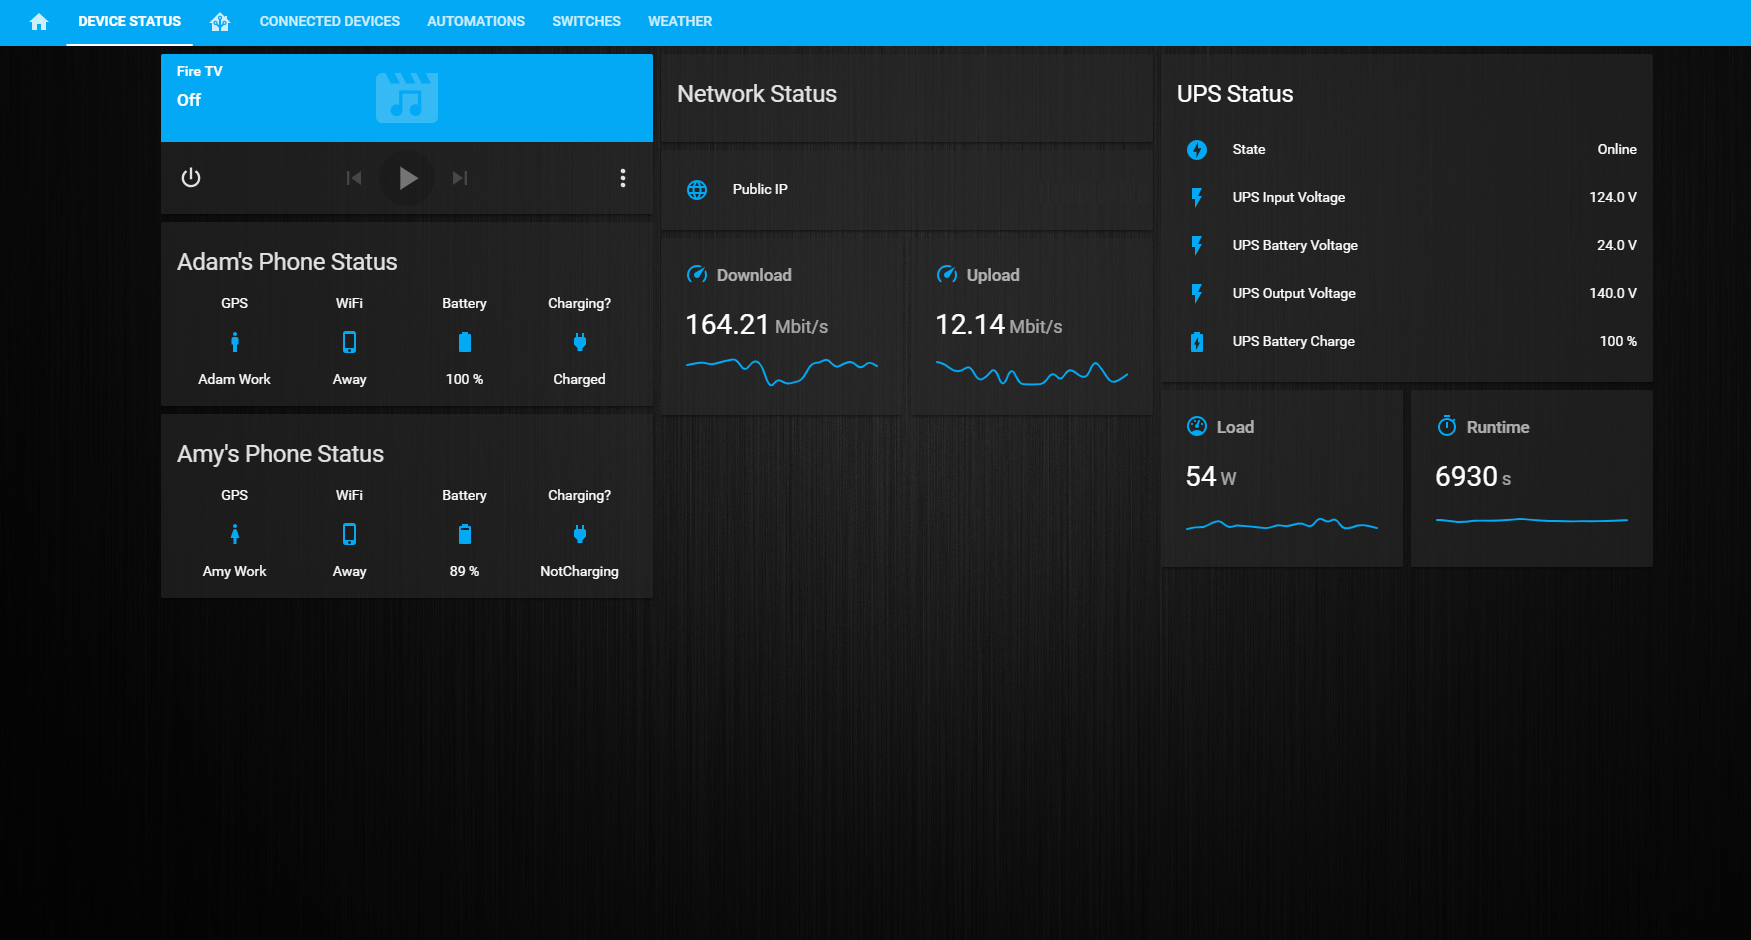 DEVICE STATUS
CONNECTED DEVICES
AUTOMATIONS
SWITCHES
WEATHER
Fire TV
Off
Adam's Phone Status
GPS WiFi Battery Charging?
Adam Work Away 100 % Charged
Amy's Phone Status
GPS WiFi Battery Charging?
Amy Work Away 89 % NotCharging
Network Status
Public IP
Download
164.21 Mbit/s
Upload
12.14 Mbit/s
UPS Status
State Online
UPS Input Voltage 124.0 V
UPS Battery Voltage 24.0 V
UPS Output Voltage 140.0 V
UPS Battery Charge 100 %
Load
54 W
Runtime
6930 s